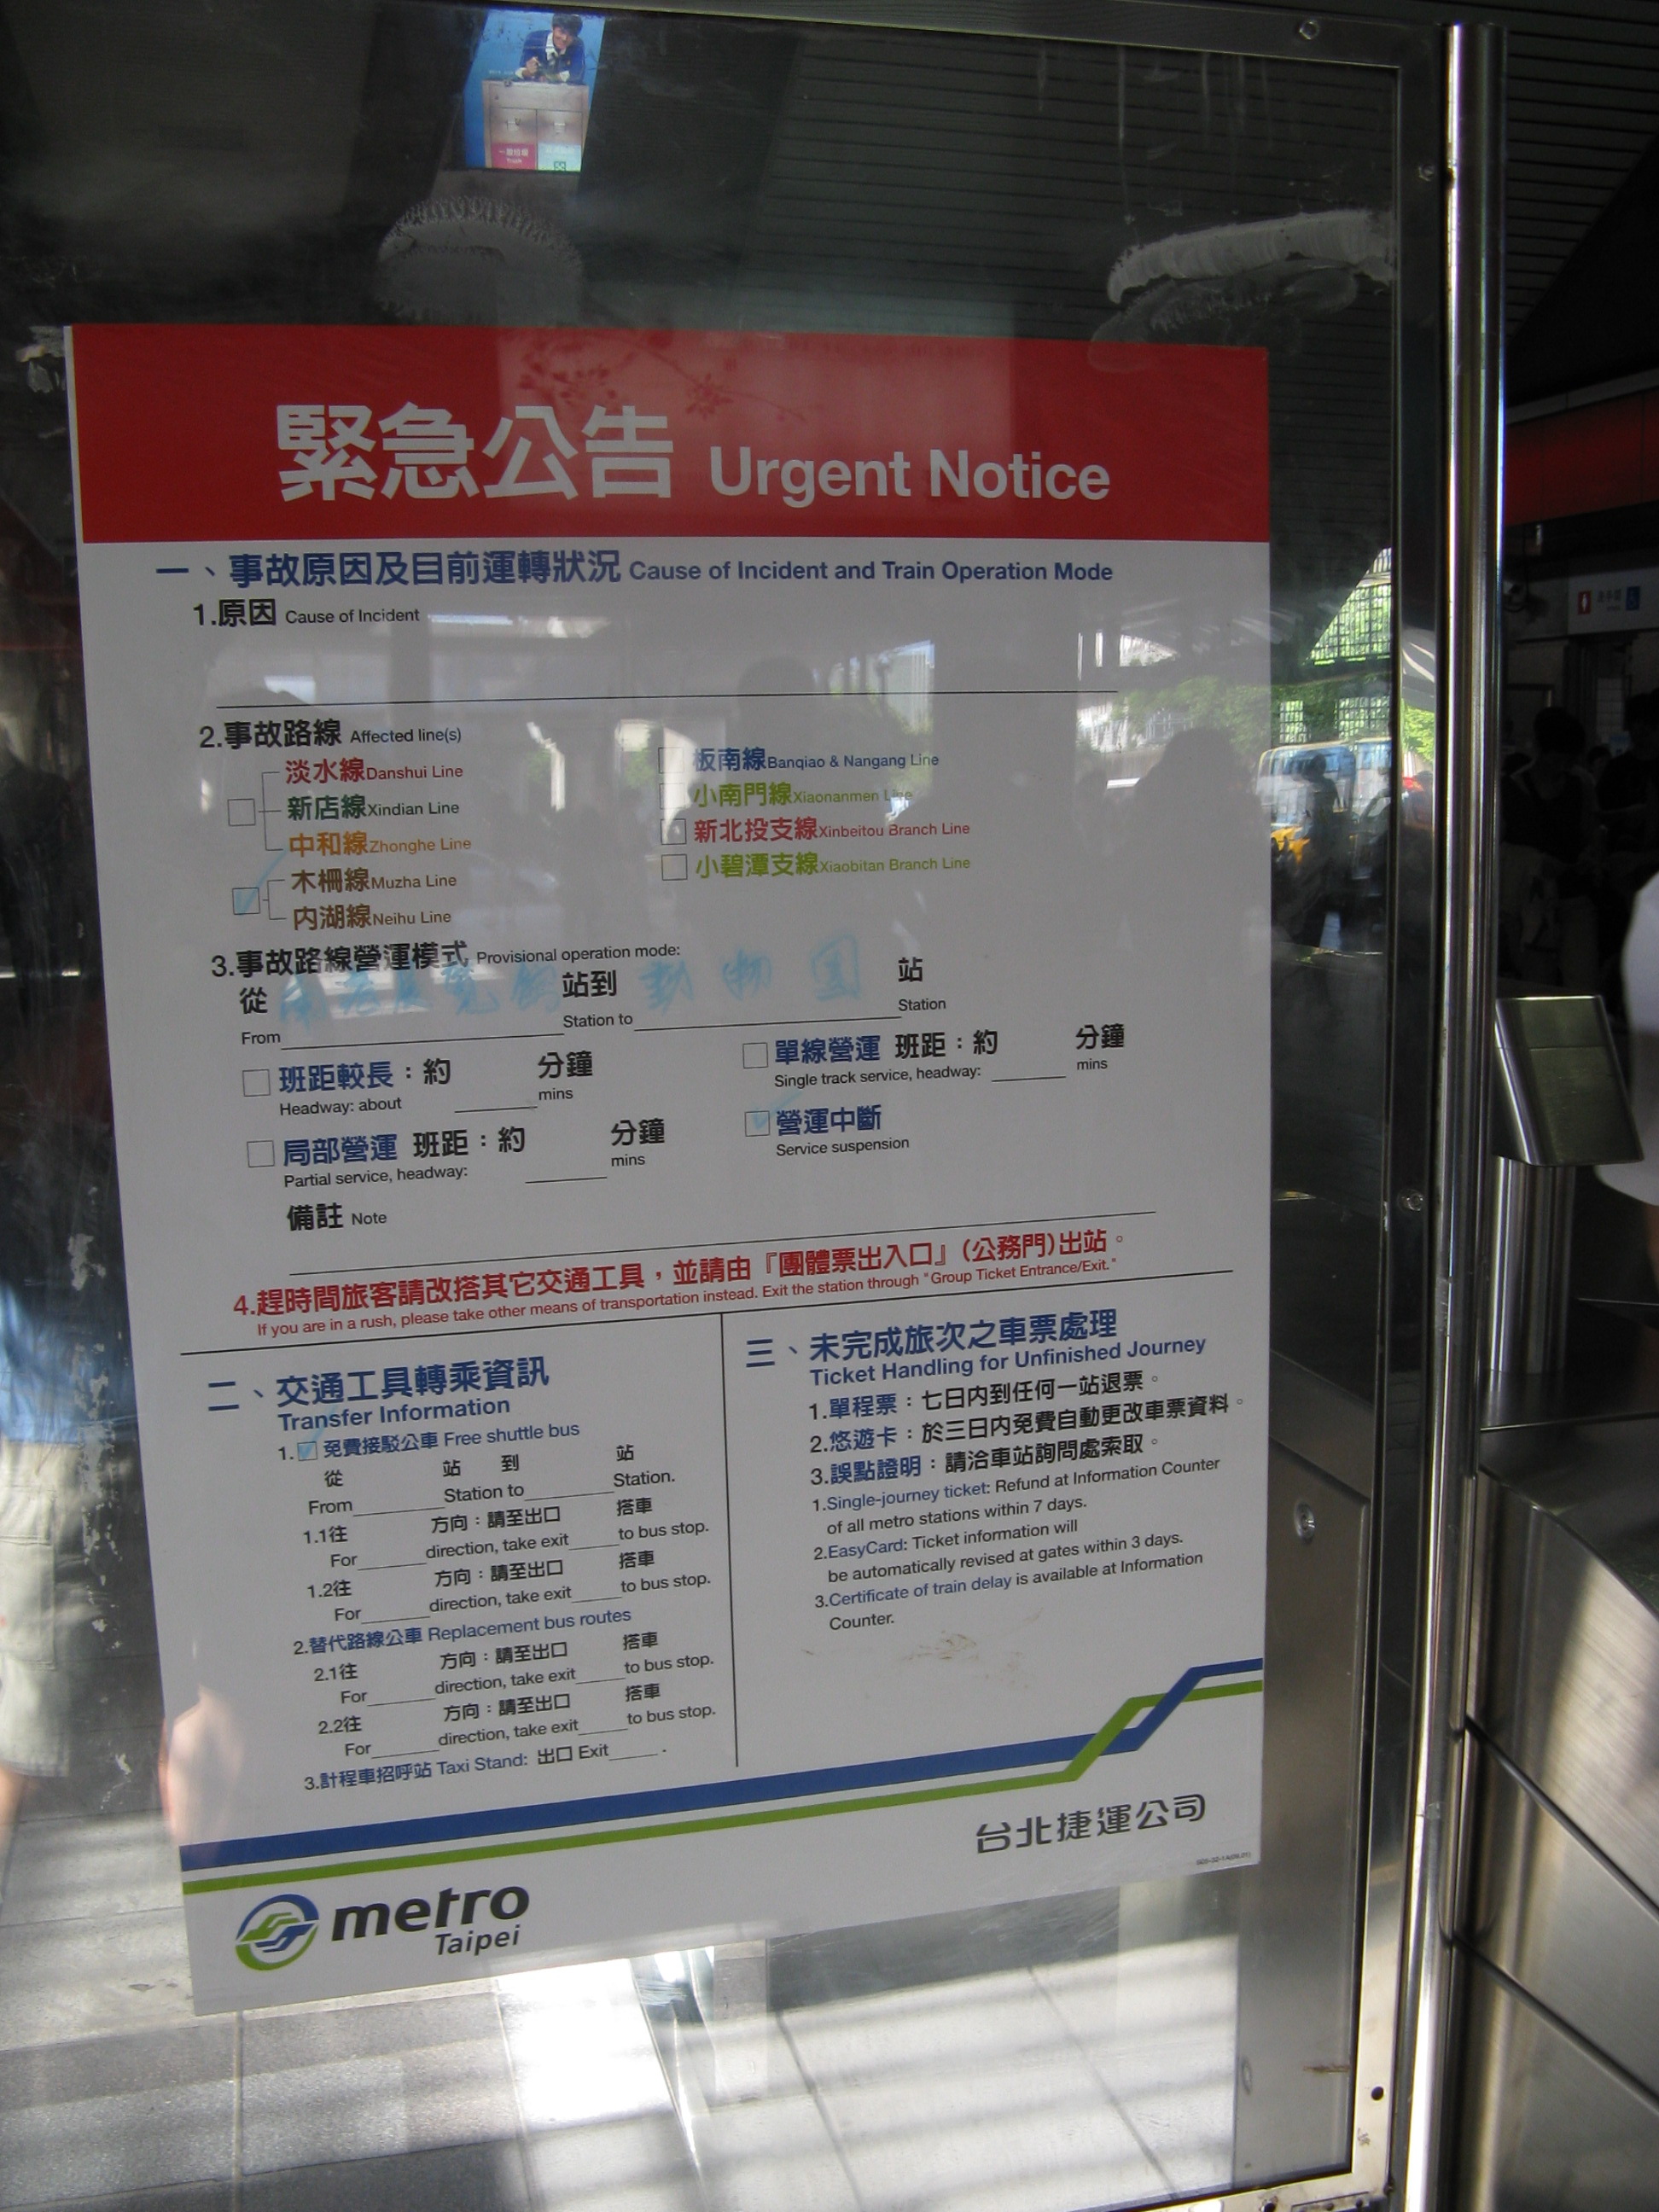 緊急公告 Urgent Notice
一、事故原因及目前運轉狀況 Cause of Incident and Train Operation Mode
1.原因 Cause of Incident
2.事故路線 Affected line(s)
淡水線Danshui Line
新店線Xindian Line
中和線Zhonghe Line
木柵線Muzha Line
內湖線Neihu Line
板南線Banqiao & Nangang Line
小南門線Xiaonanmen Line
新北投支線Xinbeitou Branch Line
小碧潭支線Xiaobitan Branch Line
3.事故路線營運模式 Provisional operation mode:
從 南港展覽館 站到 動物園 站
From Station to Station
班距較長：約 分鐘
Headway: about mins
單線營運 班距：約 分鐘
Single track service, headway: mins
局部營運 班距：約 分鐘
Partial service, headway: mins
營運中斷
Service suspension
備註 Note
4.趕時間旅客請改搭其它交通工具，並請由『團體票出入口』(公務門)出站。
If you are in a rush, please take other means of transportation instead. Exit the station through "Group Ticket Entrance/Exit."
二、交通工具轉乘資訊
Transfer Information
1. 免費接駁公車 Free shuttle bus
從 站 到 站
From Station to Station.
1.1往 方向：請至出口 搭車
For direction, take exit to bus stop.
1.2往 方向：請至出口 搭車
For direction, take exit to bus stop.
2.替代路線公車 Replacement bus routes
2.1往 方向：請至出口 搭車
For direction, take exit to bus stop.
2.2往 方向：請至出口 搭車
For direction, take exit to bus stop.
3.計程車招呼站 Taxi Stand: 出口 Exit .
三、未完成旅次之車票處理
Ticket Handling for Unfinished Journey
1.單程票：七日內到任何一站退票。
2.悠遊卡：於三日內免費自動更改車票資料。
3.誤點證明：請洽車站詢問處索取。
1.Single-journey ticket: Refund at Information Counter
of all metro stations within 7 days.
2.EasyCard: Ticket information will
be automatically revised at gates within 3 days.
3.Certificate of train delay is available at Information
Counter.
台北捷運公司
metro
Taipei